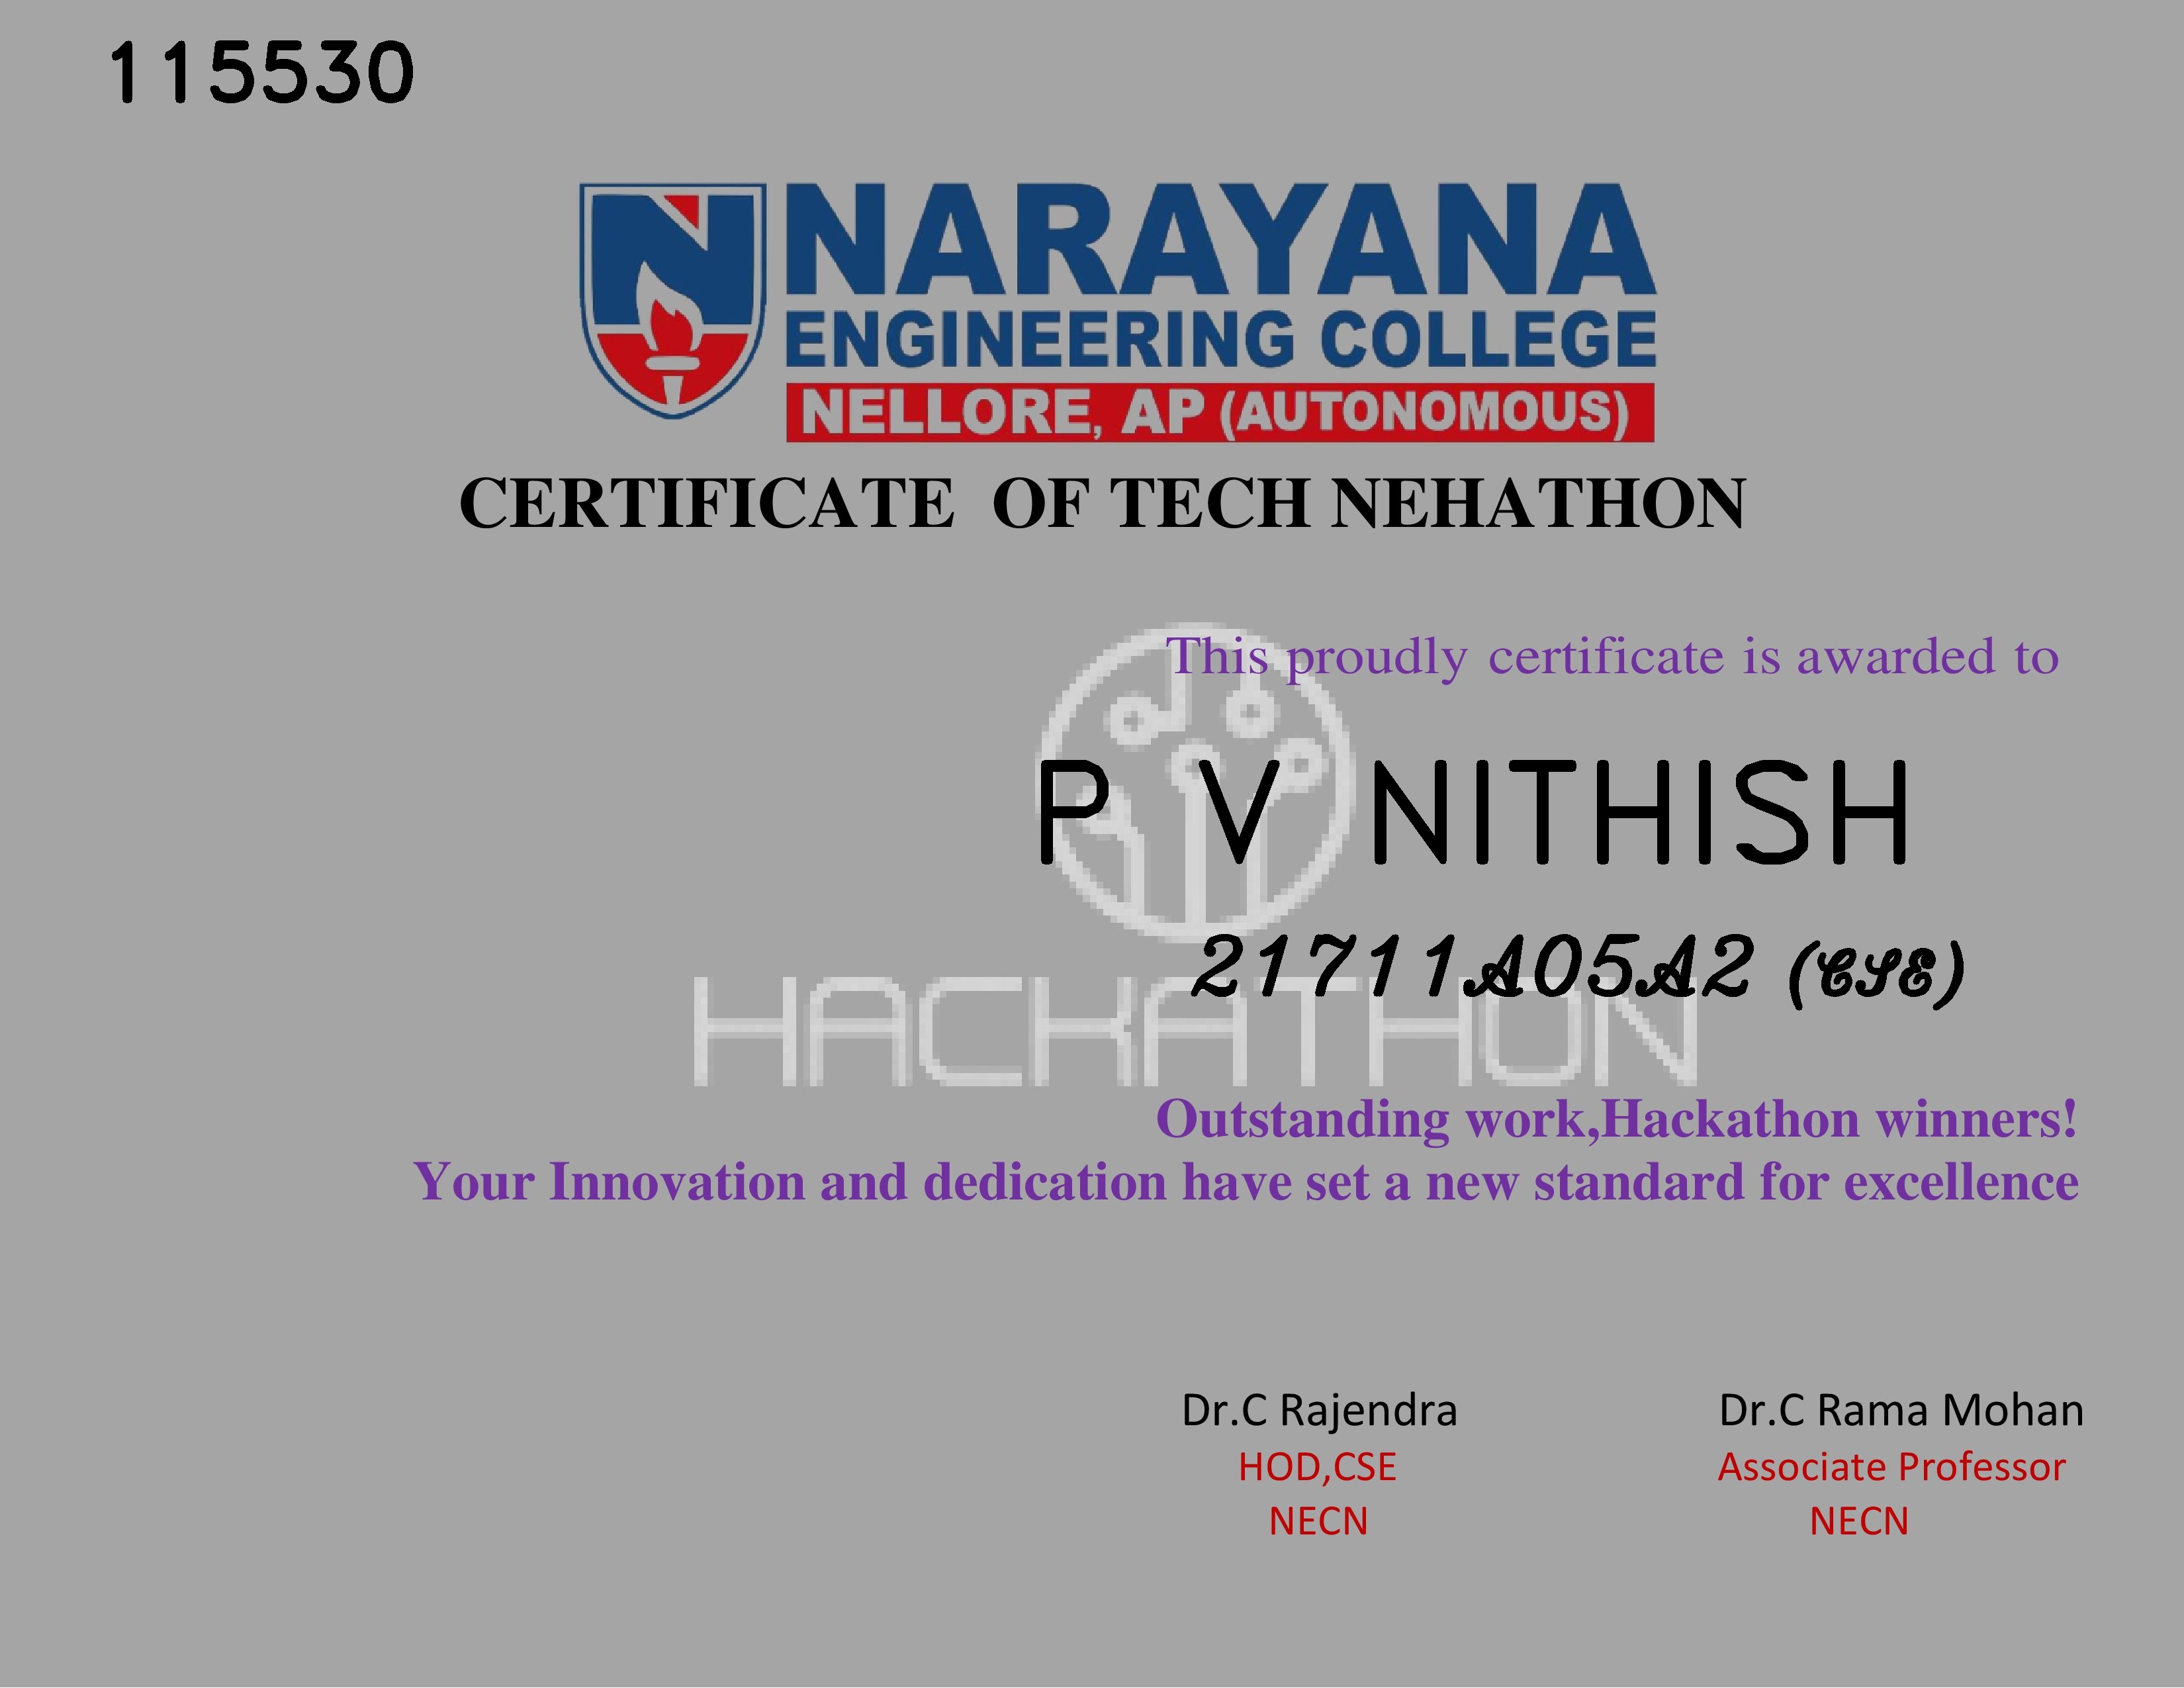 115530
NARAYANA
ENGINEERING COLLEGE
NELLORE, AP (AUTONOMOUS)
CERTIFICATE OF TECH NEHATHON
This proudly certificate is awarded to
P V NITHISH
21711A05A2 (CSE)
HACKATHON
Outstanding work,Hackathon winners!
Your Innovation and dedication have set a new standard for excellence
Dr.C Rajendra Dr.C Rama Mohan
HOD,CSE Associate Professor
NECN NECN